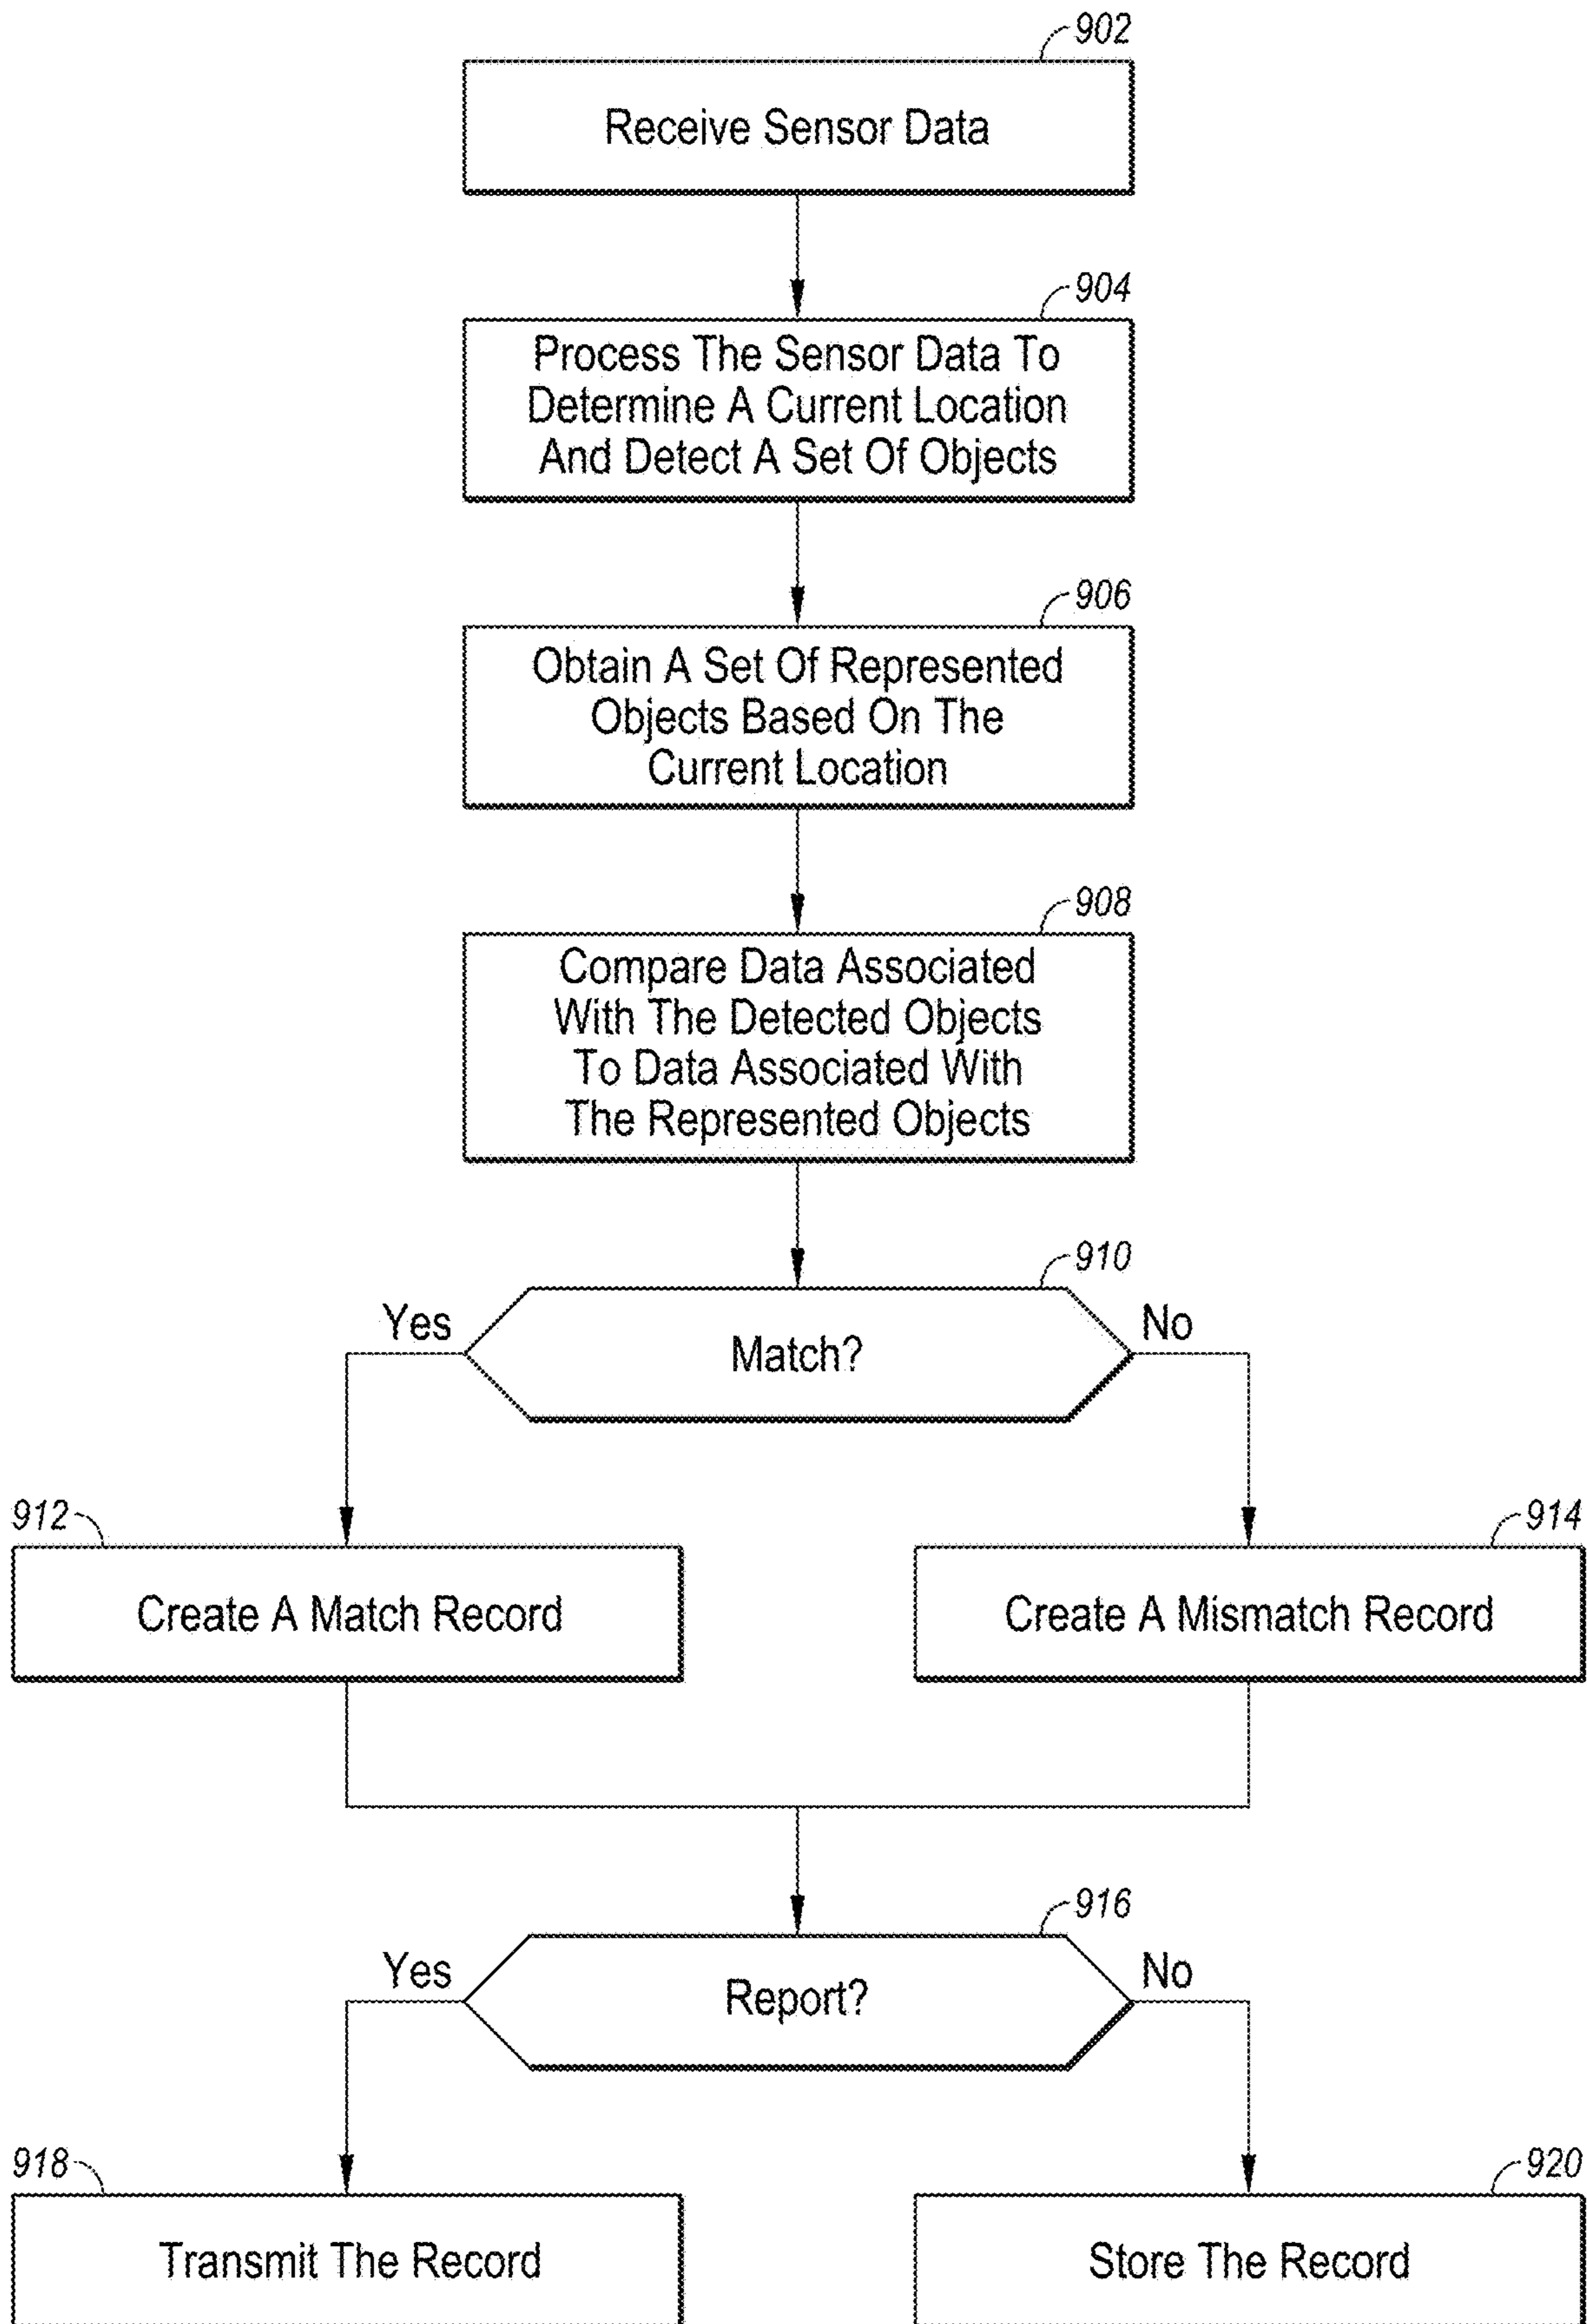 902
Receive Sensor Data
904
Process The Sensor Data To
Determine A Current Location
And Detect A Set Of Objects
906
Obtain A Set Of Represented
Objects Based On The
Current Location
908
Compare Data Associated
With The Detected Objects
To Data Associated With
The Represented Objects
910
Yes
No
Match?
912
914
Create A Match Record
Create A Mismatch Record
916
Yes
No
Report?
918
920
Transmit The Record
Store The Record